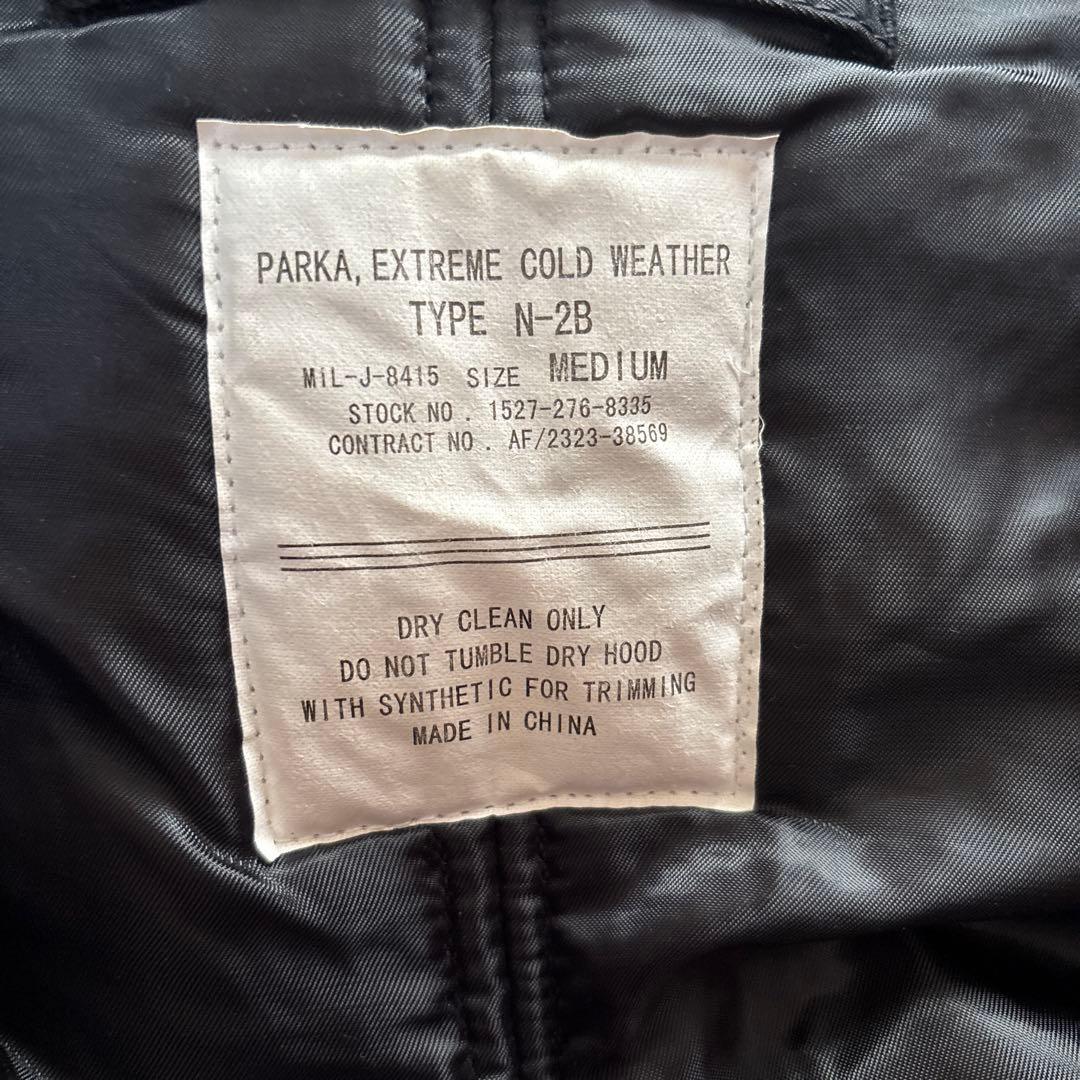 PARKA, EXTREME COLD WEATHER
TYPE N-2B
MIL-J-8415 SIZE MEDIUM
STOCK NO. 1527-276-8335
CONTRACT NO. AF/2323-38569
DRY CLEAN ONLY
DO NOT TUMBLE DRY HOOD
WITH SYNTHETIC FOR TRIMMING
MADE IN CHINA